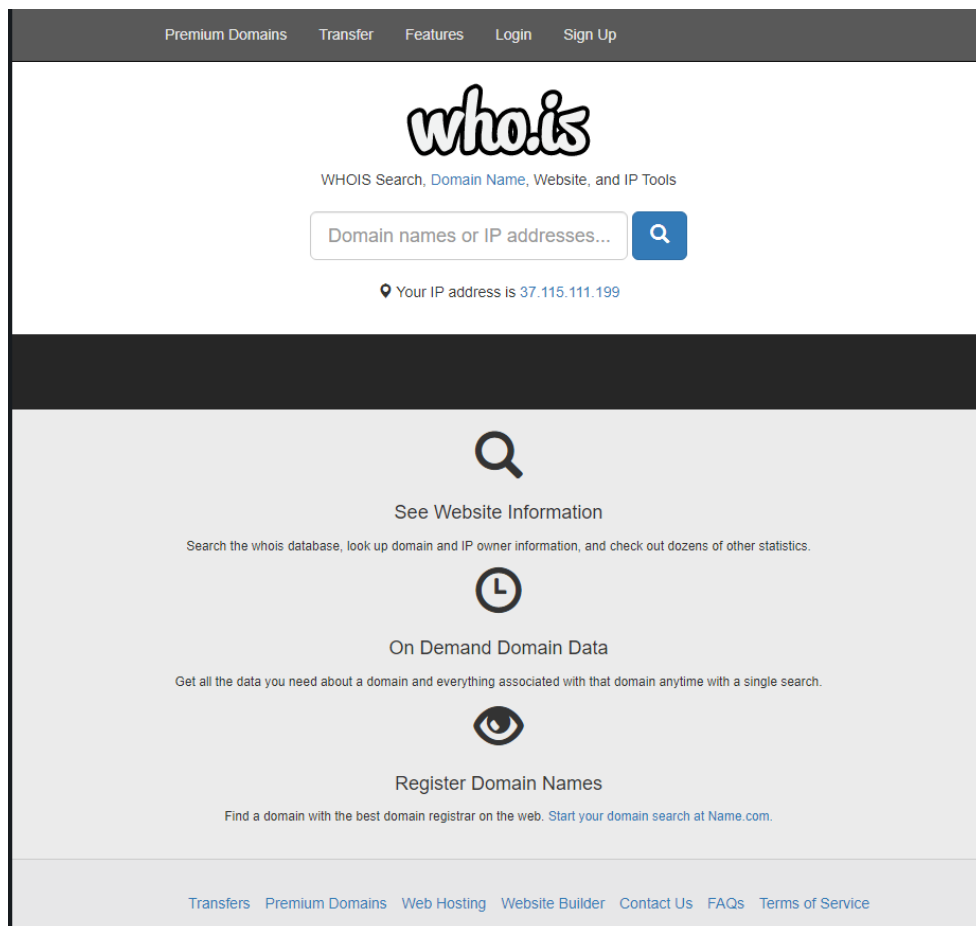 Premium Domains Transfer Features Login Sign Up
who.is
WHOIS Search, Domain Name, Website, and IP Tools
Domain names or IP addresses...
Your IP address is 37.115.111.199
See Website Information
Search the whois database, look up domain and IP owner information, and check out dozens of other statistics.
On Demand Domain Data
Get all the data you need about a domain and everything associated with that domain anytime with a single search.
Register Domain Names
Find a domain with the best domain registrar on the web. Start your domain search at Name.com.
Transfers Premium Domains Web Hosting Website Builder Contact Us FAQs Terms of Service